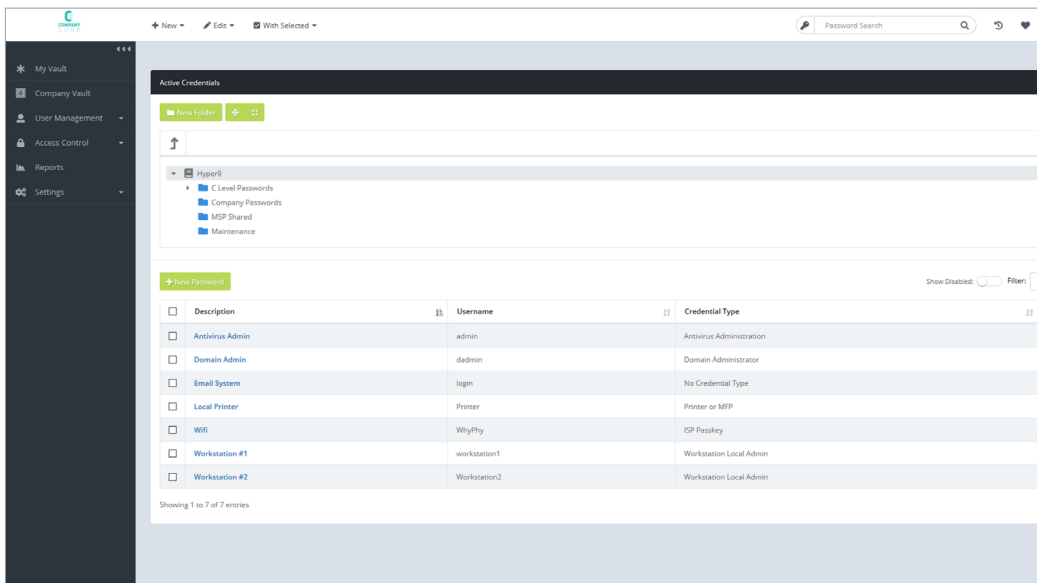 COMPANY
CORP
New
Edit
With Selected
Password Search
My Vault
Company Vault
User Management
Access Control
Reports
Settings
Active Credentials
New Folder
Hyper9
C Level Passwords
Company Passwords
MSP Shared
Maintenance
New Password
Show Disabled: Filter:
Description Username Credential Type
Antivirus Admin admin Antivirus Administration
Domain Admin dadmin Domain Administrator
Email System login No Credential Type
Local Printer Printer Printer or MFP
Wifi WhyPhy ISP Passkey
Workstation #1 workstation1 Workstation Local Admin
Workstation #2 Workstation2 Workstation Local Admin
Showing 1 to 7 of 7 entries